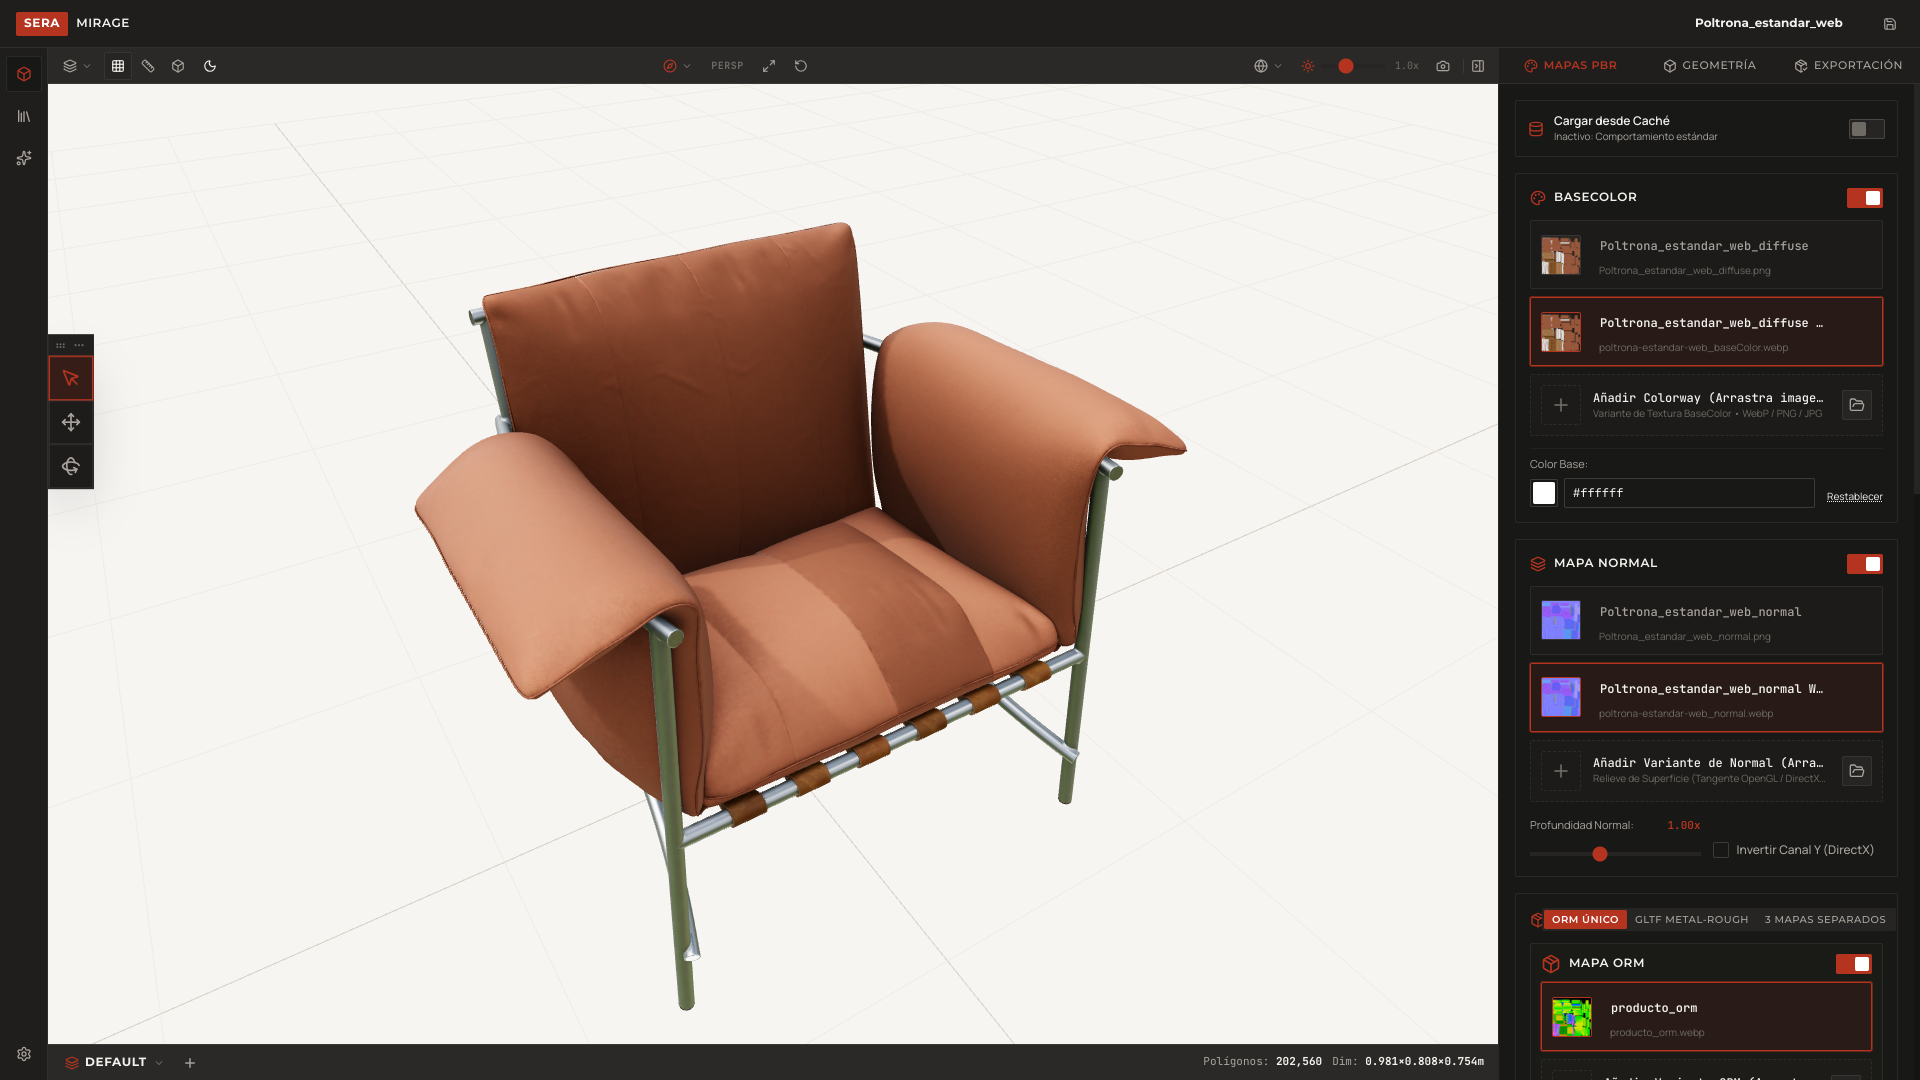 SERA MIRAGE
Poltrona_estandar_web
PERSP
1.0x
MAPAS PBR
GEOMETRÍA
EXPORTACIÓN
Cargar desde Caché
Inactivo: Comportamiento estándar
BASECOLOR
Poltrona_estandar_web_diffuse
Poltrona_estandar_web_diffuse.png
Poltrona_estandar_web_diffuse …
poltrona-estandar-web_baseColor.webp
Añadir Colorway (Arrastra image…
Variante de Textura BaseColor • WebP / PNG / JPG
Color Base:
#ffffff
Restablecer
MAPA NORMAL
Poltrona_estandar_web_normal
Poltrona_estandar_web_normal.png
Poltrona_estandar_web_normal W…
poltrona-estandar-web_normal.webp
Añadir Variante de Normal (Arra…
Relieve de Superficie (Tangente OpenGL / DirectX…
Profundidad Normal: 1.00x
Invertir Canal Y (DirectX)
ORM ÚNICO
GLTF METAL-ROUGH
3 MAPAS SEPARADOS
MAPA ORM
producto_orm
producto_orm.webp
DEFAULT
Polígonos: 202,560 Dim: 0.981×0.808×0.754m